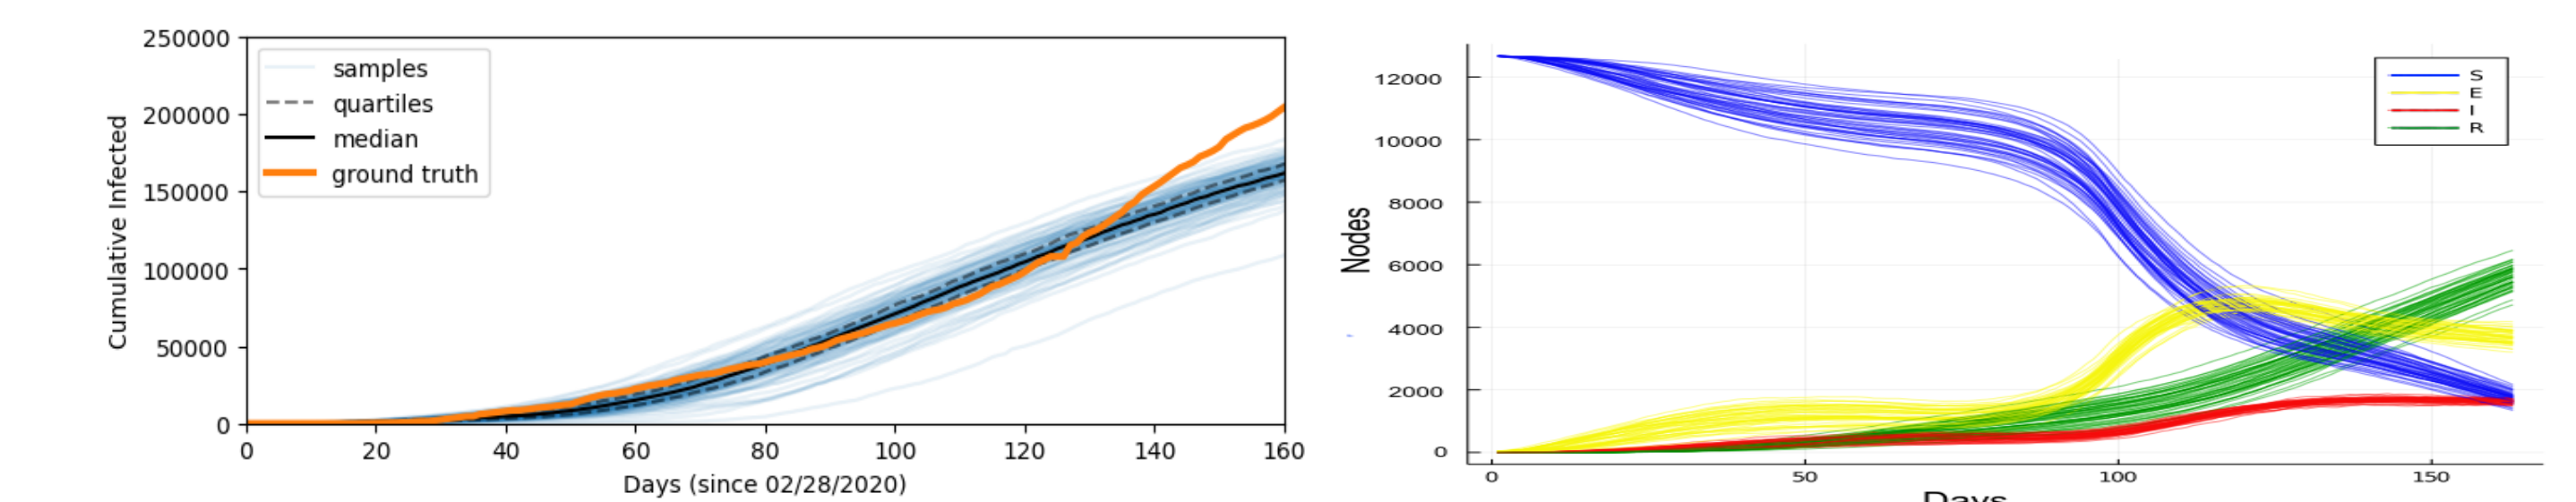 250000
200000
150000
100000
50000
0
Cumulative Infected
samples
quartiles
median
ground truth
0 20 40 60 80 100 120 140 160
Days (since 02/28/2020)
12000
10000
8000
6000
4000
2000
0
Nodes
S
E
I
R
0 50 100 150
Days